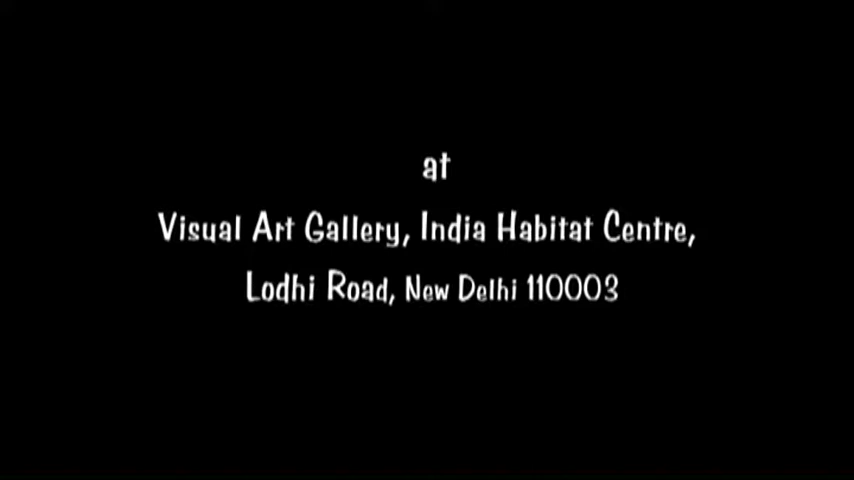 at
Visual Art Gallery, India Habitat Centre,
Lodhi Road, New Delhi 110003